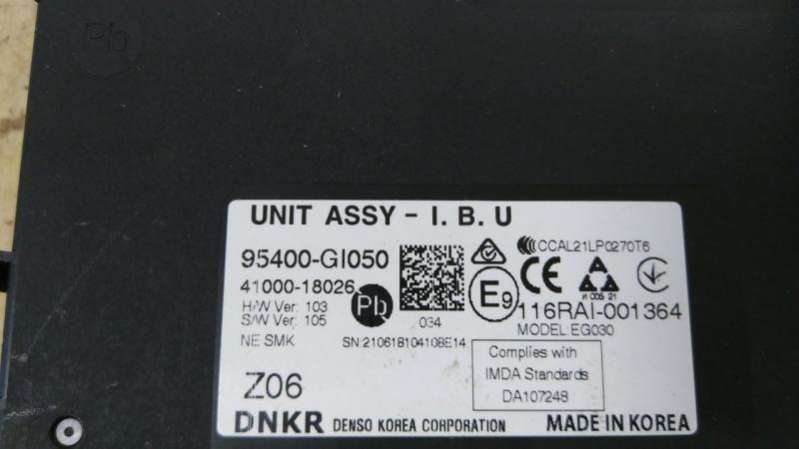 Pb
UNIT ASSY - I. B. U
95400-GI050
41000-18026
H/W Ver: 103
S/W Ver: 105
NE SMK
Pb
034
SN:210618104108E14
CCAL21LP0270T6
CE
E9
116RAI-001364
MODEL:EG030
Complies with
IMDA Standards
DA107248
Z06
DNKR DENSO KOREA CORPORATION
MADE IN KOREA